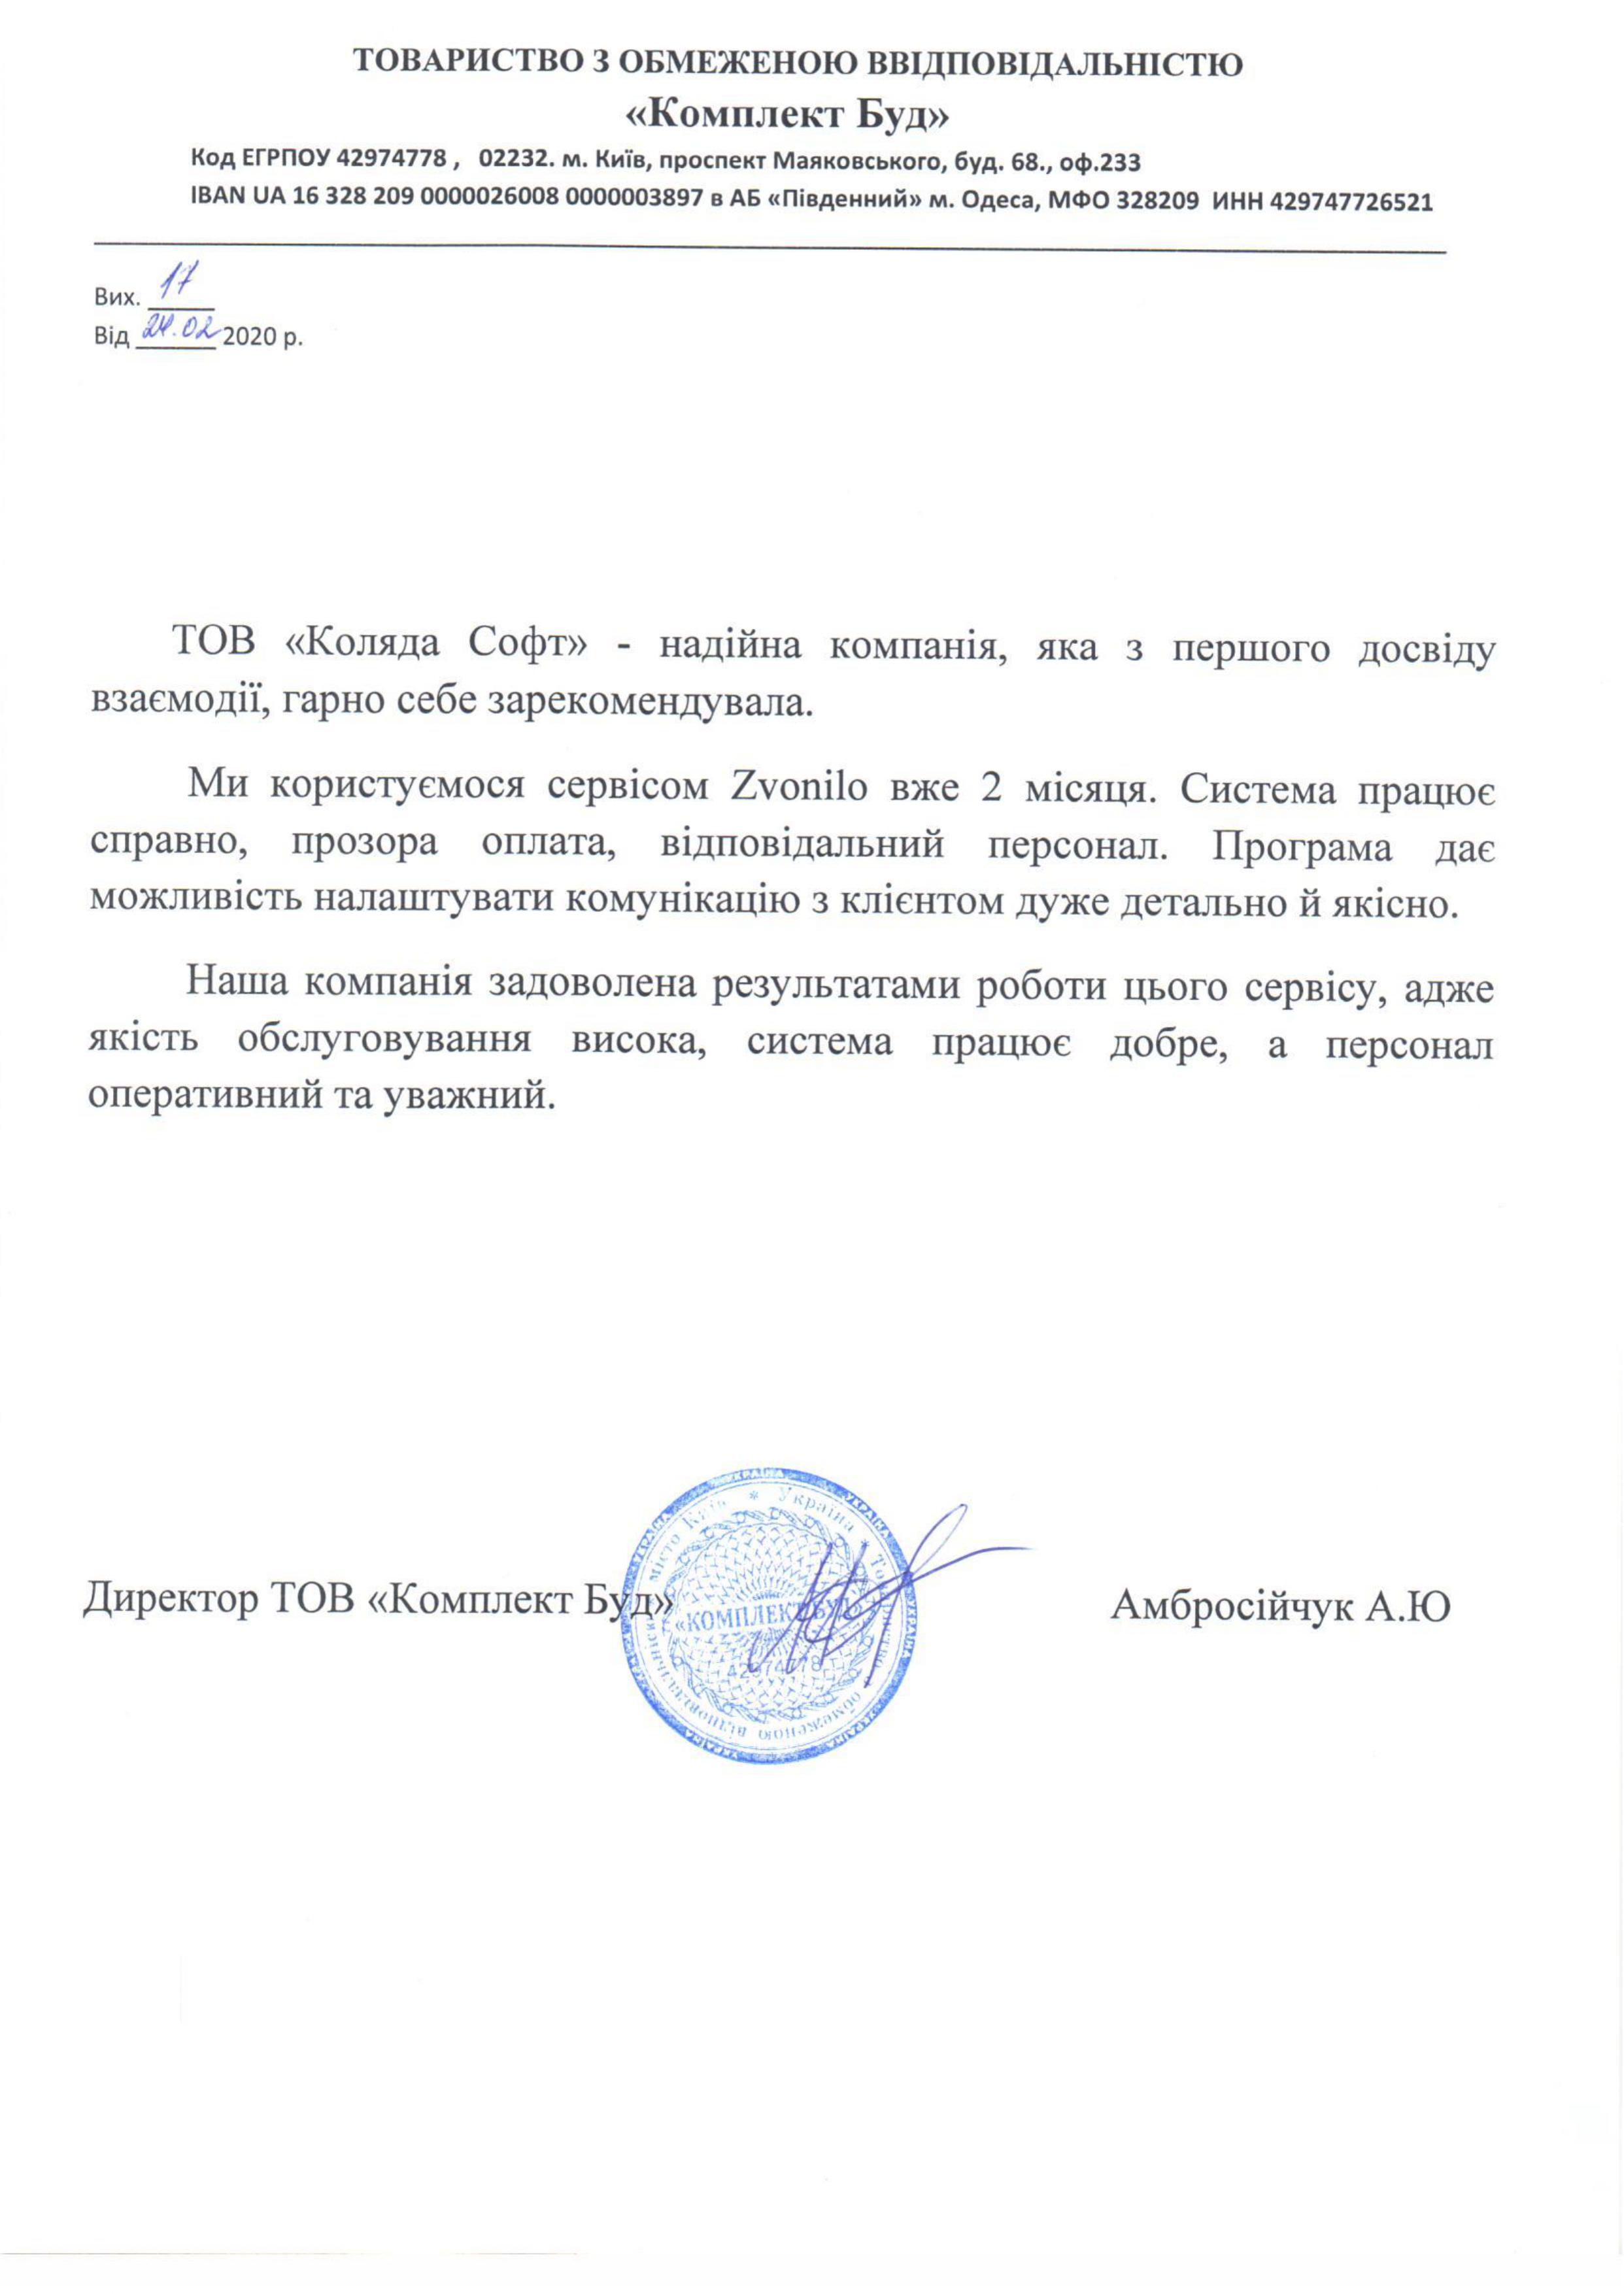 ТОВАРИСТВО З ОБМЕЖЕНОЮ ВВІДПОВІДАЛЬНІСТЮ
«Комплект Буд»
Код ЕГРПОУ 42974778 , 02232. м. Київ, проспект Маяковського, буд. 68., оф.233
IBAN UA 16 328 209 0000026008 0000003897 в АБ «Південний» м. Одеса, МФО 328209 ИНН 429747726521
Вих. 17
Від 24.02 2020 р.
ТОВ «Коляда Софт» - надійна компанія, яка з першого досвіду
взаємодії, гарно себе зарекомендувала.
Ми користуємося сервісом Zvonilo вже 2 місяця. Система працює
справно, прозора оплата, відповідальний персонал. Програма дає
можливість налаштувати комунікацію з клієнтом дуже детально й якісно.
Наша компанія задоволена результатами роботи цього сервісу, адже
якість обслуговування висока, система працює добре, а персонал
оперативний та уважний.
Директор ТОВ «Комплект Буд» Амбросійчук А.Ю
місто Київ * Україна * Товариство з обмеженою відповідальністю
«КОМПЛЕКТ БУД»
42974778